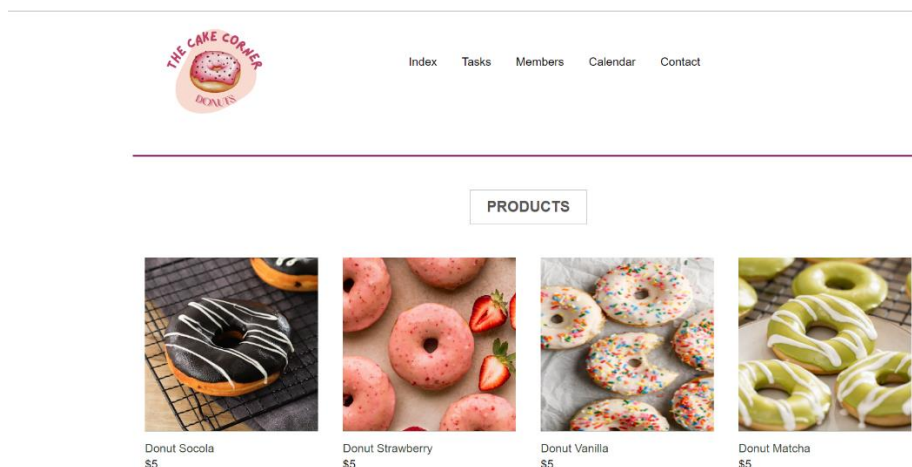 THE CAKE CORNER
DONUTS
Index Tasks Members Calendar Contact
PRODUCTS
Donut Socola
$5
Donut Strawberry
$5
Donut Vanilla
$5
Donut Matcha
$5